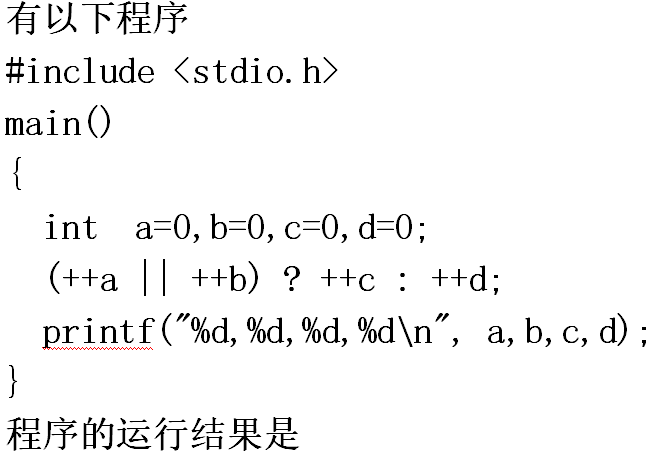 有以下程序
#include <stdio.h>
main()
{
int a=0,b=0,c=0,d=0;
(++a || ++b) ? ++c : ++d;
printf("%d,%d,%d,%d\n", a,b,c,d);
}
程序的运行结果是